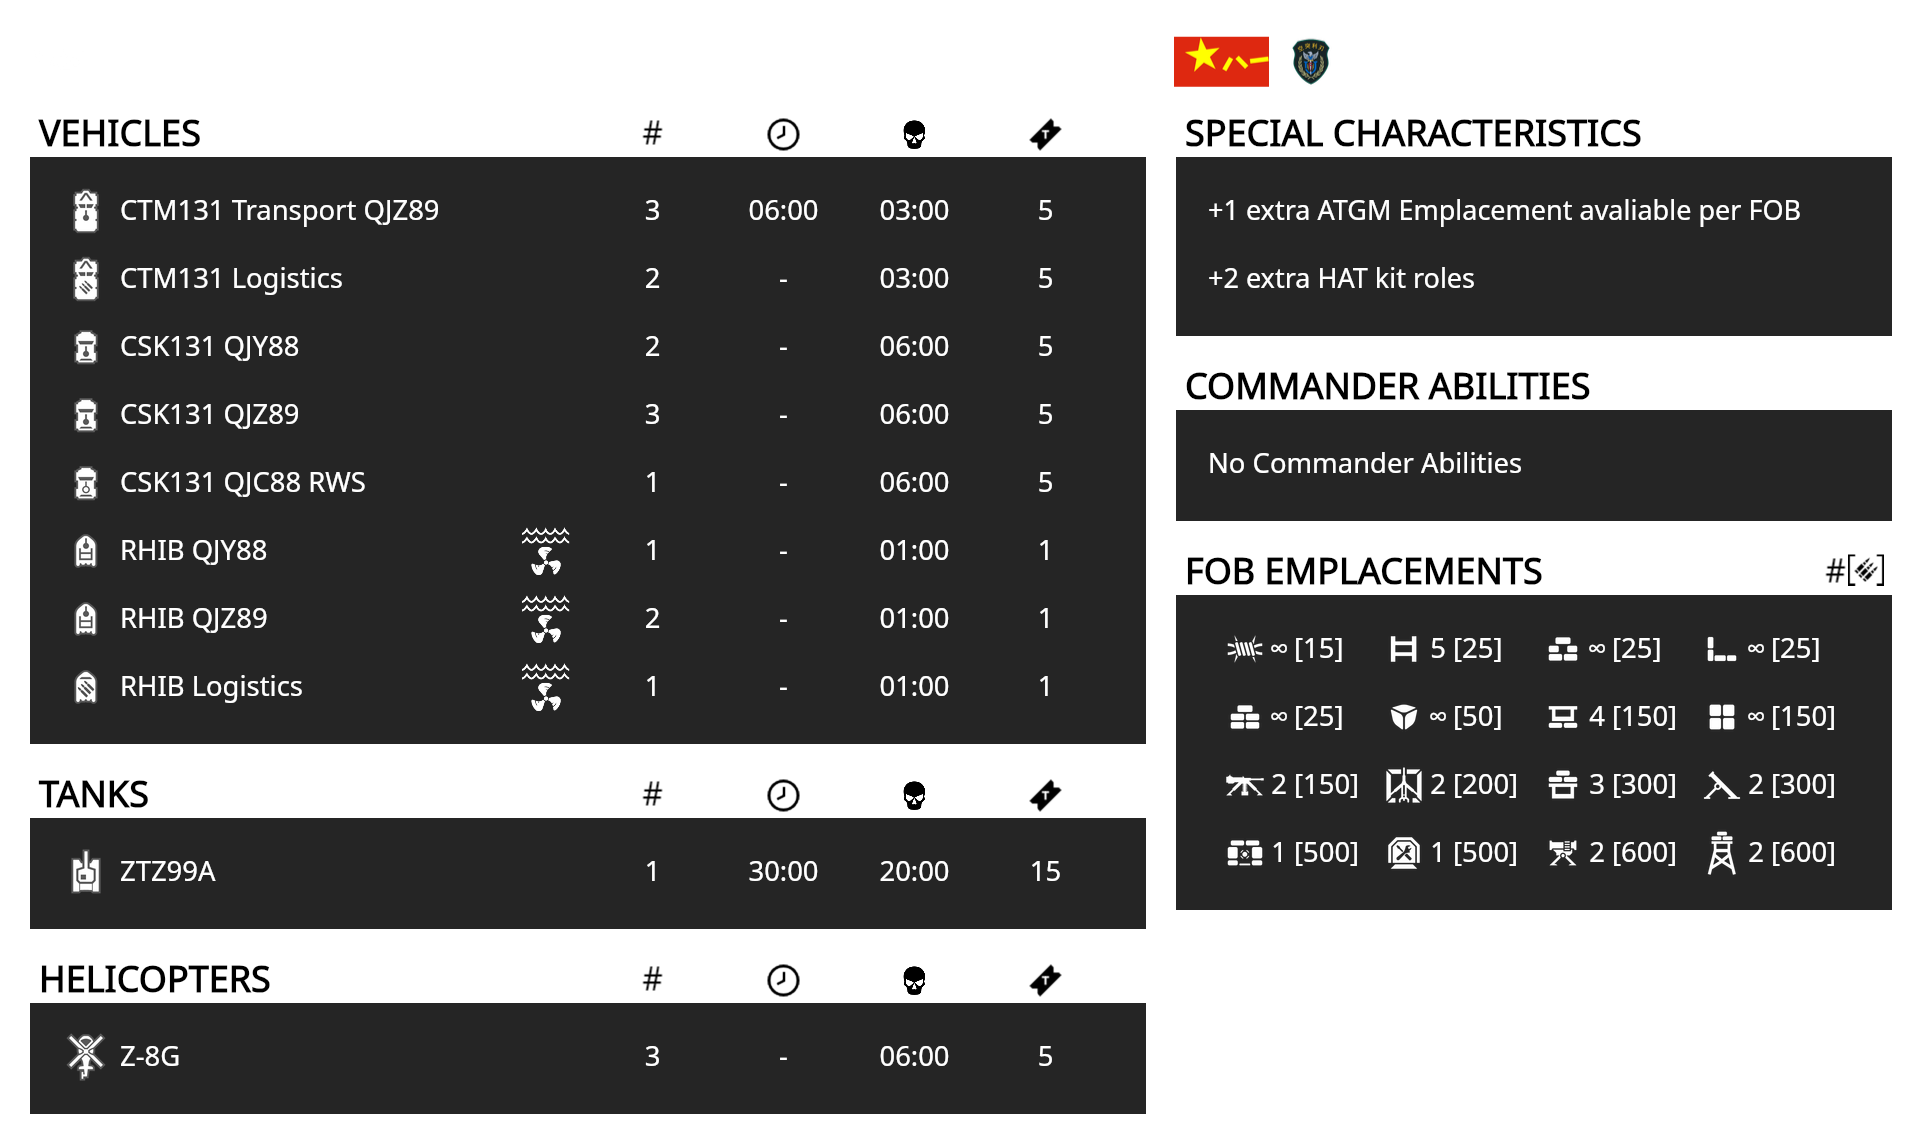 VEHICLES #
CTM131 Transport QJZ89 3 06:00 03:00 5
CTM131 Logistics 2 - 03:00 5
CSK131 QJY88 2 - 06:00 5
CSK131 QJZ89 3 - 06:00 5
CSK131 QJC88 RWS 1 - 06:00 5
RHIB QJY88 1 - 01:00 1
RHIB QJZ89 2 - 01:00 1
RHIB Logistics 1 - 01:00 1
TANKS #
ZTZ99A 1 30:00 20:00 15
HELICOPTERS #
Z-8G 3 - 06:00 5
八一
SPECIAL CHARACTERISTICS
+1 extra ATGM Emplacement avaliable per FOB
+2 extra HAT kit roles
COMMANDER ABILITIES
No Commander Abilities
FOB EMPLACEMENTS #[ ]
∞ [15] 5 [25] ∞ [25] ∞ [25]
∞ [25] ∞ [50] 4 [150] ∞ [150]
2 [150] 2 [200] 3 [300] 2 [300]
1 [500] 1 [500] 2 [600] 2 [600]